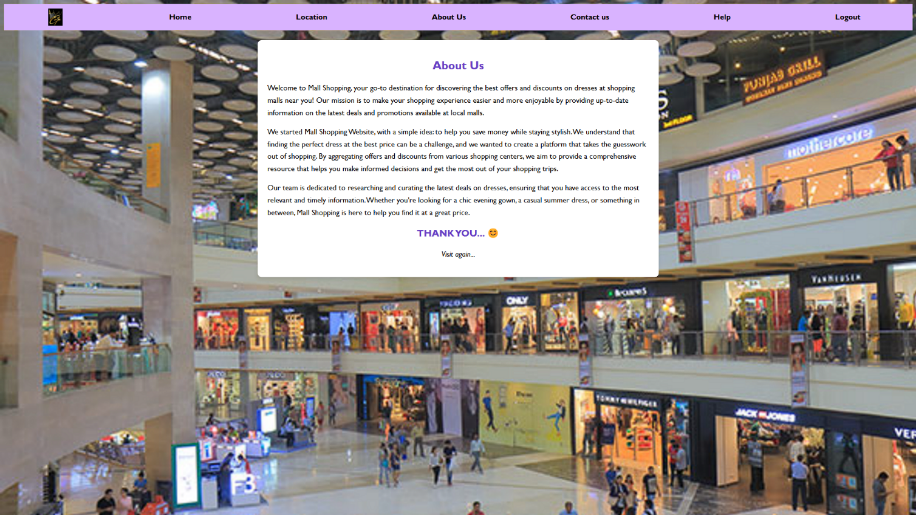 Home Location About Us Contact us Help Logout
About Us
Welcome to Mall Shopping, your go-to destination for discovering the best offers and discounts on dresses at shopping
malls near you! Our mission is to make your shopping experience easier and more enjoyable by providing up-to-date
information on the latest deals and promotions available at local malls.
We started Mall Shopping Website, with a simple idea: to help you save money while staying stylish. We understand that
finding the perfect dress at the best price can be a challenge, and we wanted to create a platform that takes the guesswork
out of shopping. By aggregating offers and discounts from various shopping centers, we aim to provide a comprehensive
resource that helps you make informed decisions and get the most out of your shopping trips.
Our team is dedicated to researching and curating the latest deals on dresses, ensuring that you have access to the most
relevant and timely information. Whether you're looking for a chic evening gown, a casual summer dress, or something in
between, Mall Shopping is here to help you find it at a great price.
THANK YOU... 😊
Visit again...
PUNJAB GRILL
mothercare
VAN HEUSEN
ONLY
TOMMY HILFIGER
JACK & JONES
F3